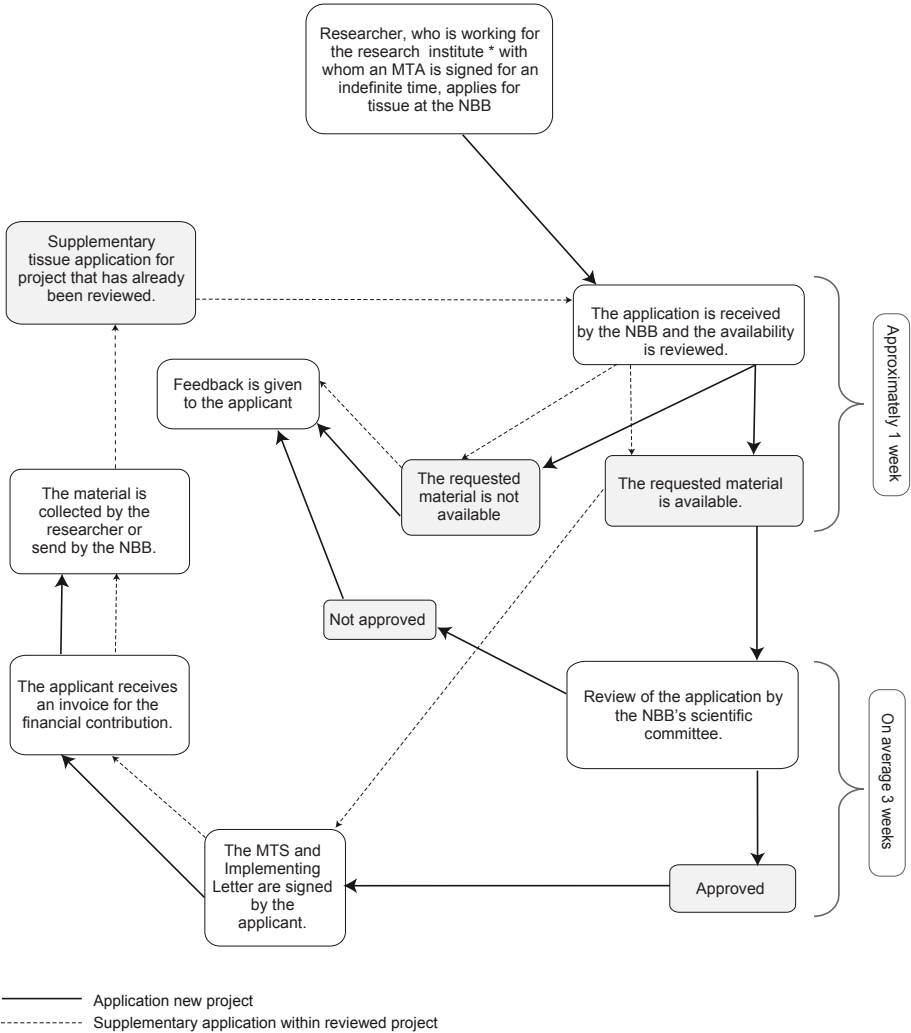 Researcher, who is working for
the research institute * with
whom an MTA is signed for an
indefinite time, applies for
tissue at the NBB
Supplementary
tissue application for
project that has already
been reviewed.
The application is received
by the NBB and the availability
is reviewed.
Approximately 1 week
Feedback is given
to the applicant
The requested
material is not
available
The requested material
is available.
The material is
collected by the
researcher or
send by the NBB.
Not approved
The applicant receives
an invoice for the
financial contribution.
Review of the application by
the NBB's scientific
committee.
On average 3 weeks
The MTS and
Implementing
Letter are signed
by the
applicant.
Approved
Application new project
Supplementary application within reviewed project